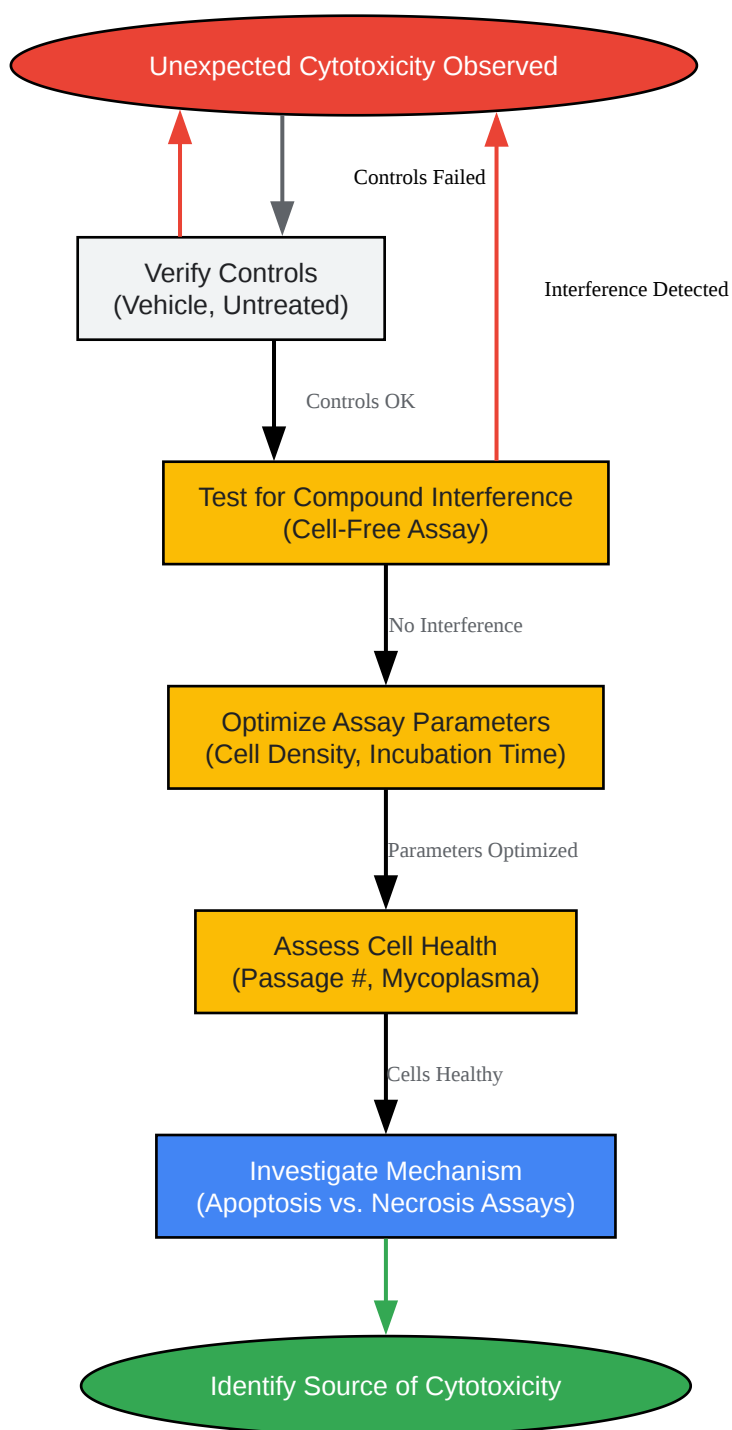 Unexpected Cytotoxicity Observed
Controls Failed
Verify Controls
(Vehicle, Untreated)
Interference Detected
Controls OK
Test for Compound Interference
(Cell-Free Assay)
No Interference
Optimize Assay Parameters
(Cell Density, Incubation Time)
Parameters Optimized
Assess Cell Health
(Passage #, Mycoplasma)
Cells Healthy
Investigate Mechanism
(Apoptosis vs. Necrosis Assays)
Identify Source of Cytotoxicity